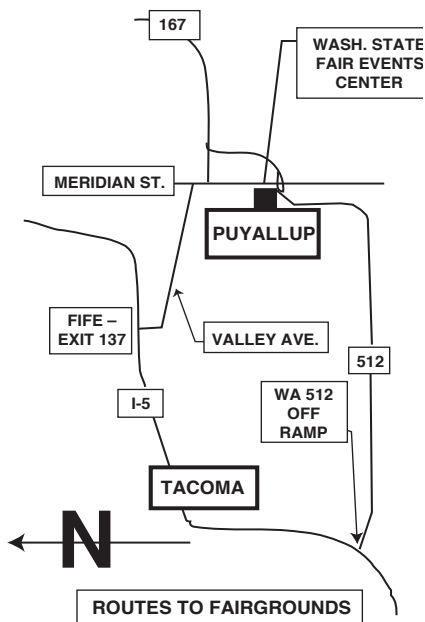 167
WASH. STATE
FAIR EVENTS
CENTER
MERIDIAN ST.
PUYALLUP
FIFE –
EXIT 137
VALLEY AVE.
512
I-5
WA 512
OFF
RAMP
TACOMA
N
ROUTES TO FAIRGROUNDS